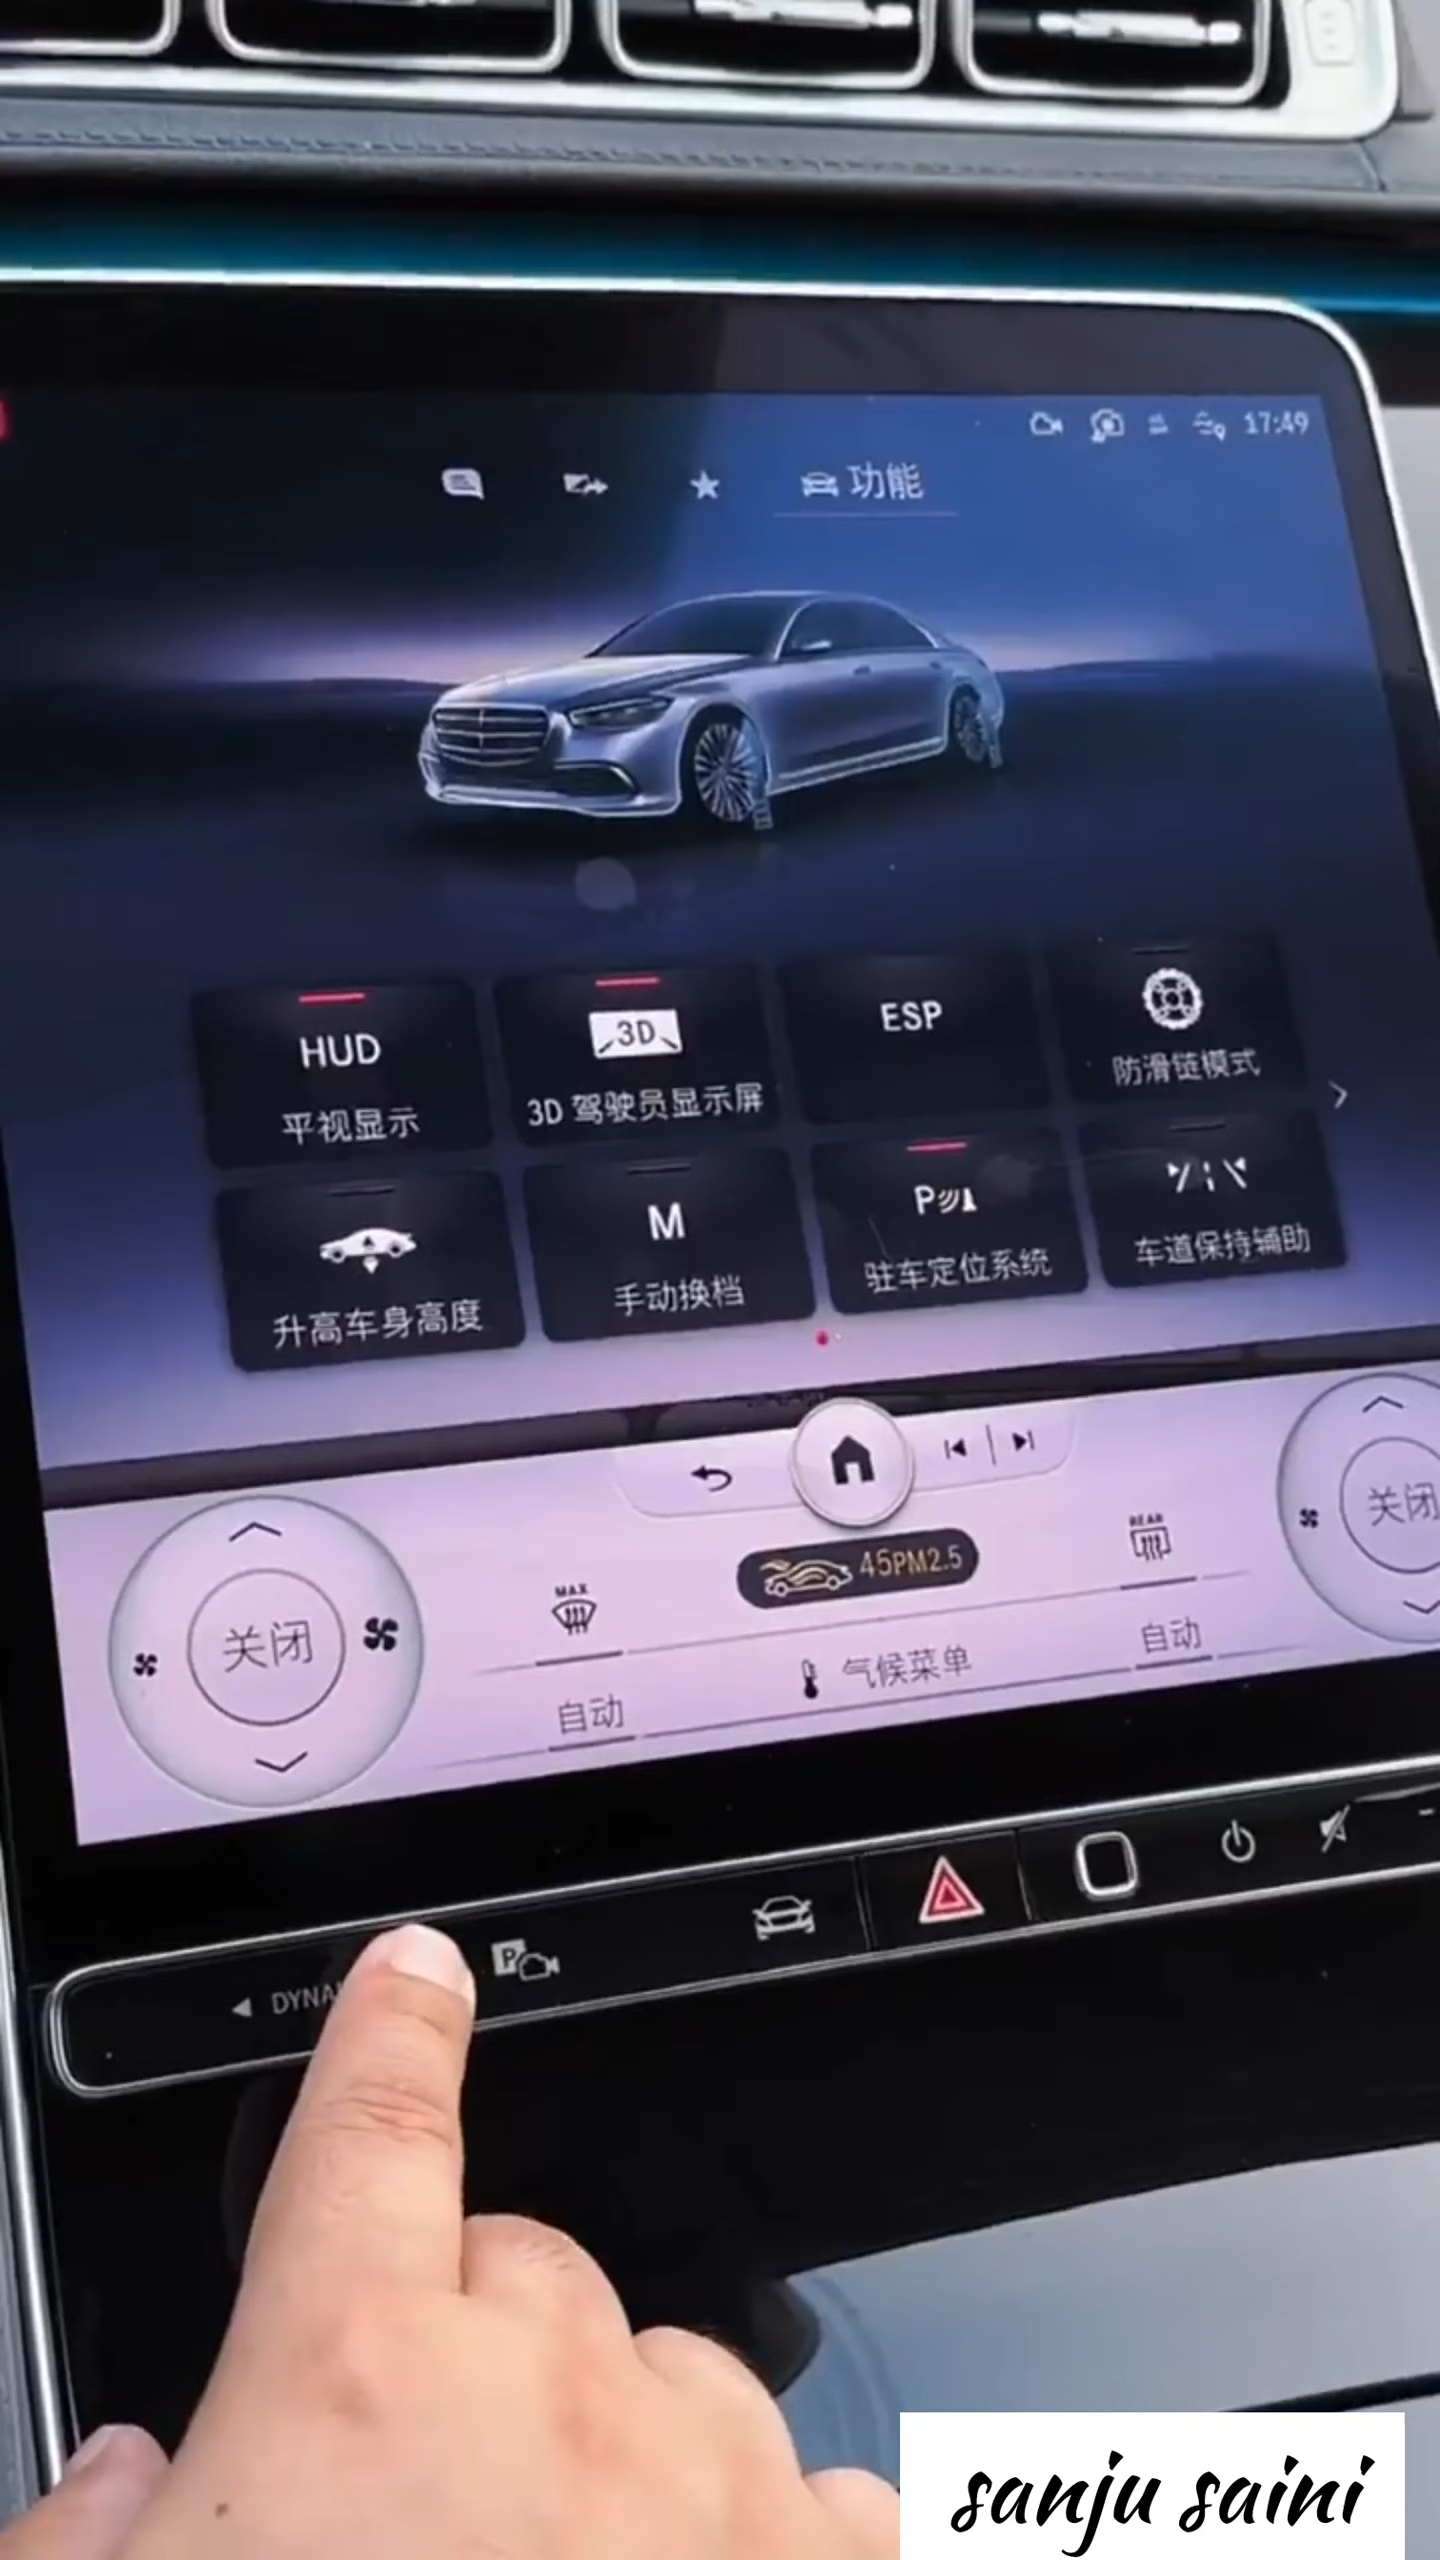 17:49
功能
HUD
平视显示
3D
3D 驾驶员显示屏
ESP
防滑链模式
升高车身高度
M
手动换档
P
驻车定位系统
车道保持辅助
关闭
MAX
45PM2.5
REAR
关闭
自动
气候菜单
自动
P
sanju saini